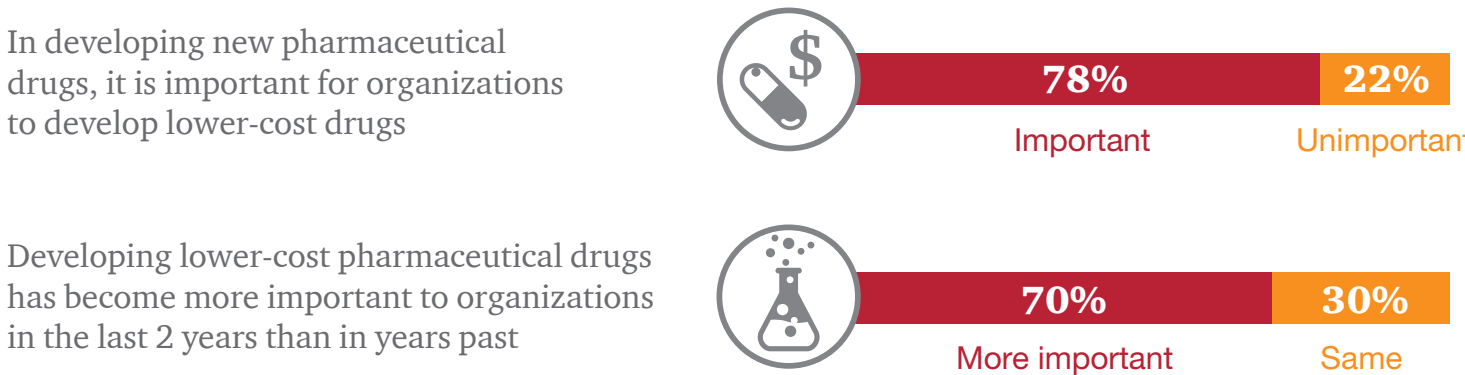 In developing new pharmaceutical
drugs, it is important for organizations
to develop lower-cost drugs
$
78%
22%
Important
Unimportant
Developing lower-cost pharmaceutical drugs
has become more important to organizations
in the last 2 years than in years past
70%
30%
More important
Same